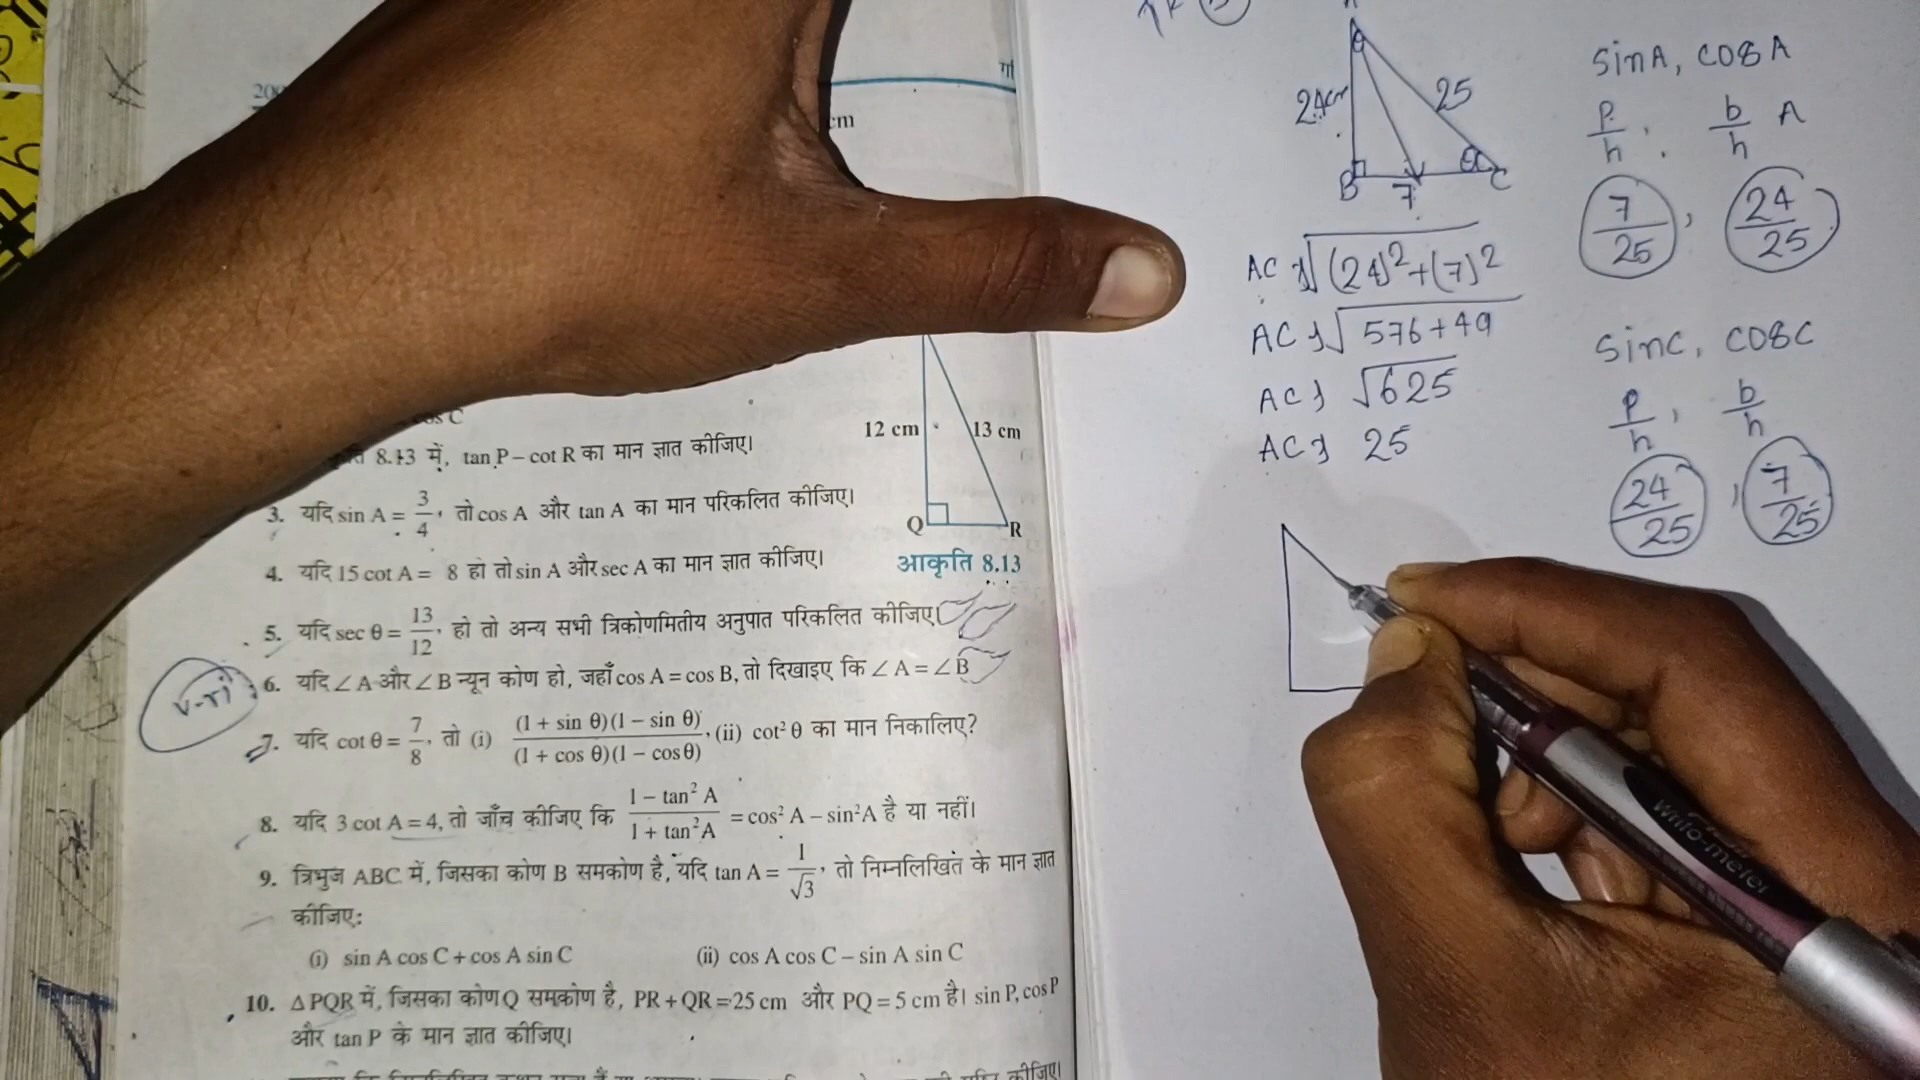 cm
cos C
8.13 में, tan P – cot R का मान ज्ञात कीजिए।
12 cm
13 cm
Q
R
आकृति 8.13
3. यदि sin A = 3/4, तो cos A और tan A का मान परिकलित कीजिए।
4. यदि 15 cot A = 8 हो तो sin A और sec A का मान ज्ञात कीजिए।
5. यदि sec θ = 13/12, हो तो अन्य सभी त्रिकोणमितीय अनुपात परिकलित कीजिए।
6. यदि ∠ A और ∠ B न्यून कोण हो, जहाँ cos A = cos B, तो दिखाइए कि ∠ A = ∠ B
7. यदि cot θ = 7/8, तो (i) (1 + sin θ)(1 – sin θ)/(1 + cos θ)(1 – cos θ), (ii) cot² θ का मान निकालिए?
8. यदि 3 cot A = 4, तो जाँच कीजिए कि 1 – tan² A/1 + tan² A = cos² A – sin² A है या नहीं।
9. त्रिभुज ABC में, जिसका कोण B समकोण है, यदि tan A = 1/√3, तो निम्नलिखित के मान ज्ञात
कीजिए:
(i) sin A cos C + cos A sin C (ii) cos A cos C – sin A sin C
10. Δ PQR में, जिसका कोण Q समकोण है, PR + QR = 25 cm और PQ = 5 cm है। sin P, cos P
और tan P के मान ज्ञात कीजिए।
कीजिए।
24cm
25
B
7
C
AC √(24)²+(7)²
AC √576+49
AC √625
AC 25
sinA, cosA
p/h, b/h A
7/25, 24/25
sinC, cosC
p/h, b/h
24/25, 7/25
Writo-meter